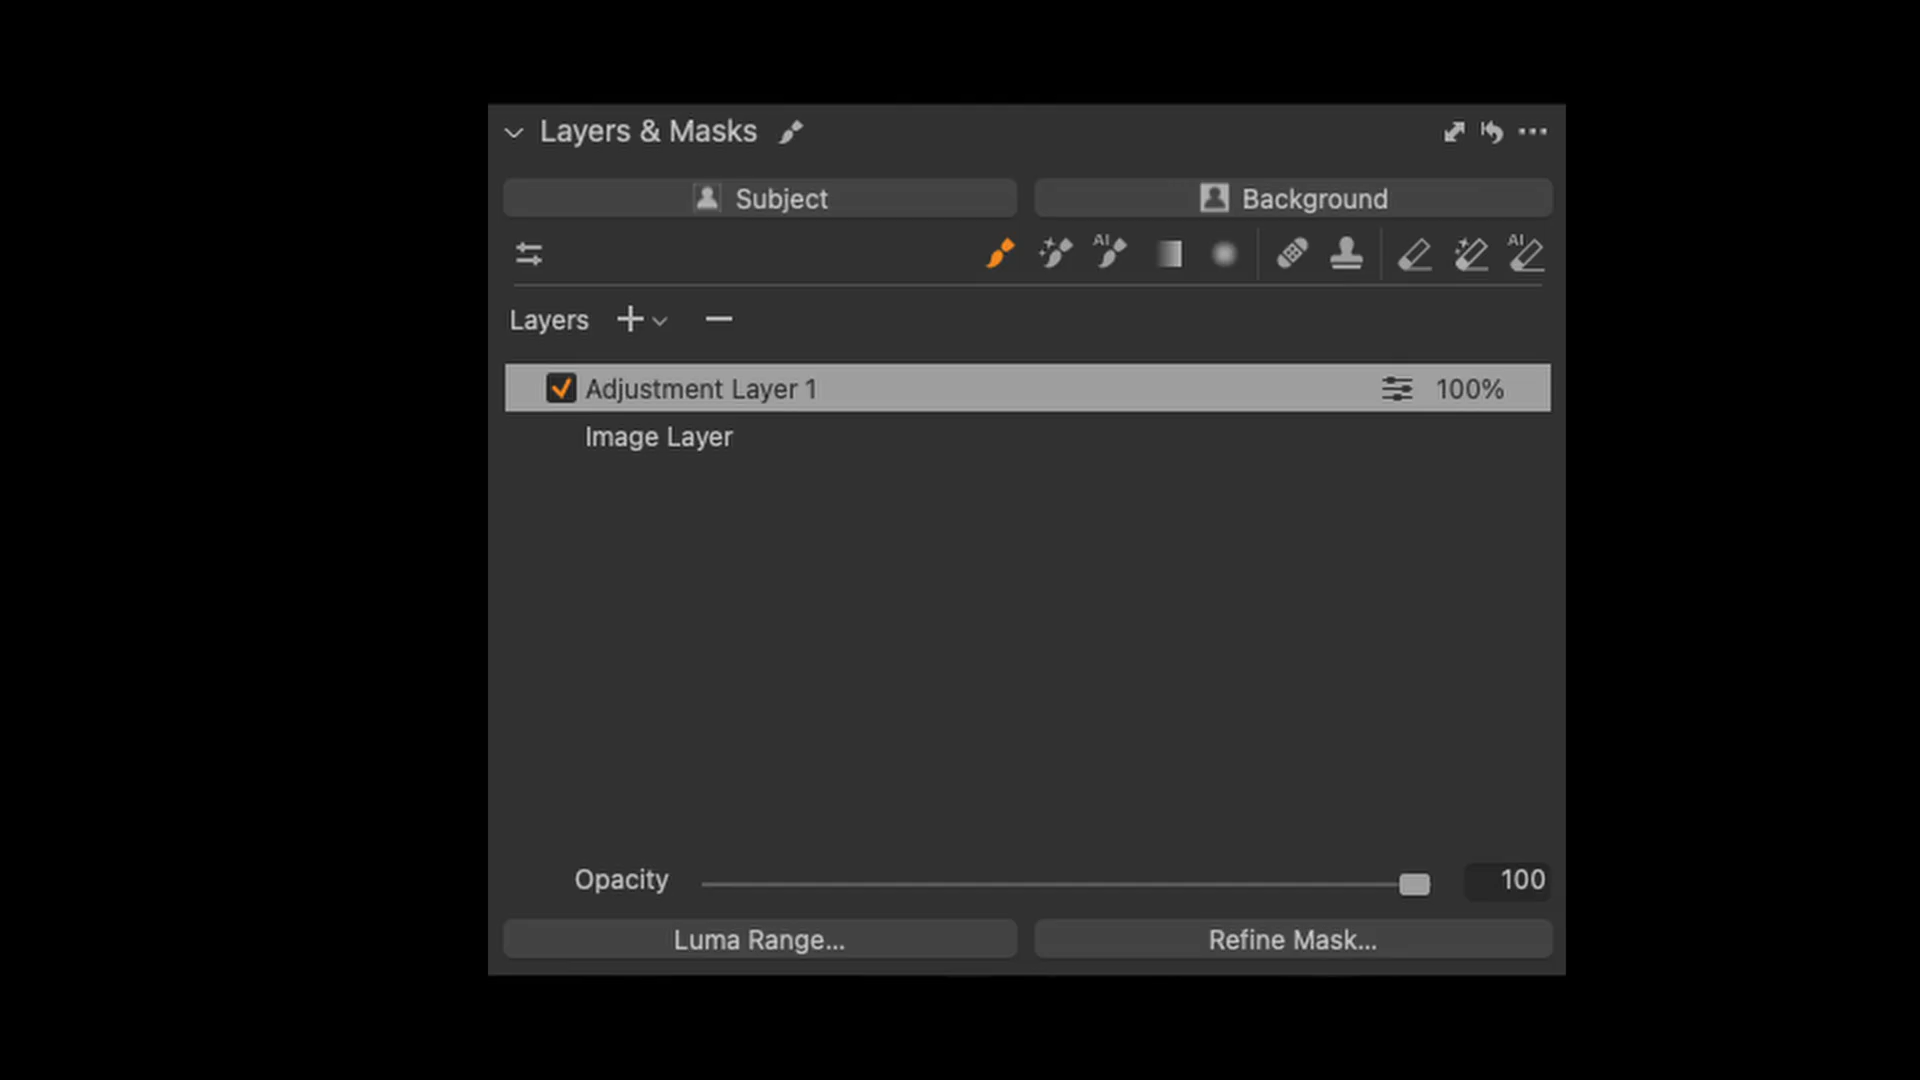 Layers & Masks
Subject Background
AI AI
Layers
Adjustment Layer 1 100%
Image Layer
Opacity 100
Luma Range... Refine Mask...